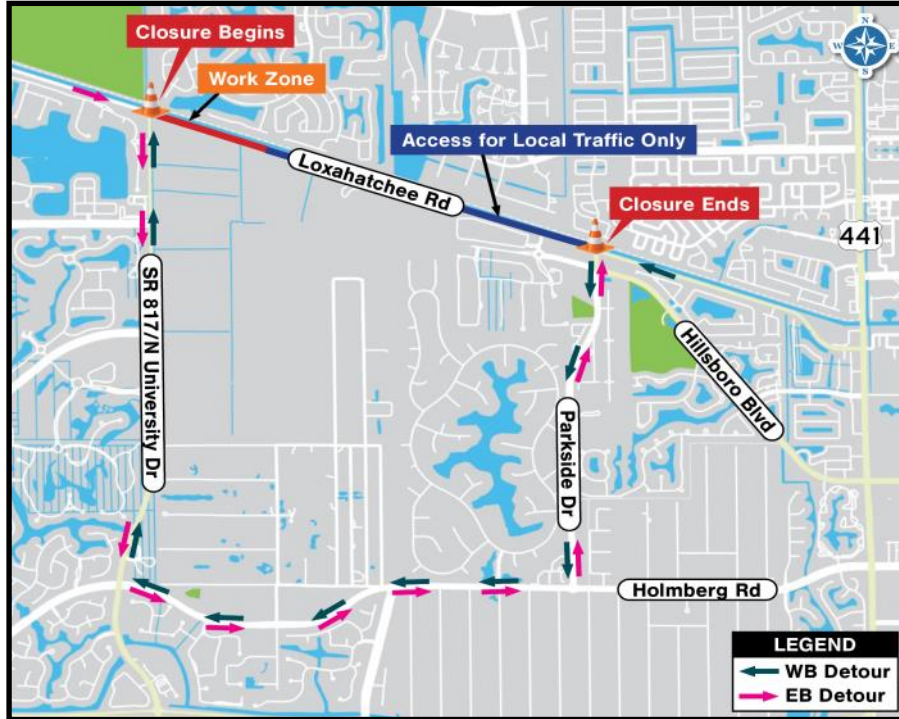 Closure Begins
N
W
E
S
Work Zone
Access for Local Traffic Only
Loxahatchee Rd
Closure Ends
441
SR 817/N University Dr
Hillsboro Blvd
Parkside Dr
Holmberg Rd
LEGEND
WB Detour
EB Detour